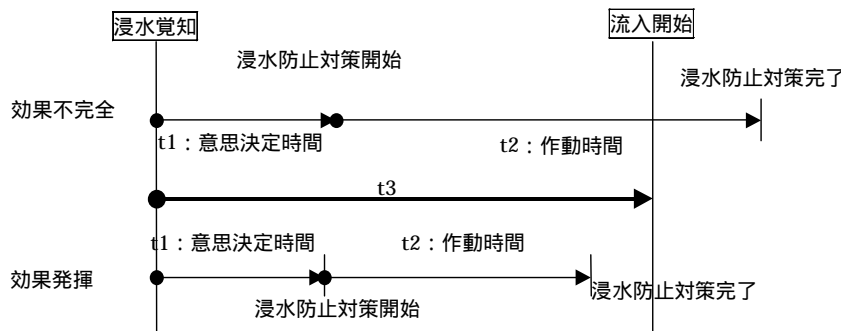 浸水覚知
流入開始
浸水防止対策開始
浸水防止対策完了
効果不完全
t1：意思決定時間
t2：作動時間
t3
t1：意思決定時間
t2：作動時間
効果発揮
浸水防止対策完了
浸水防止対策開始